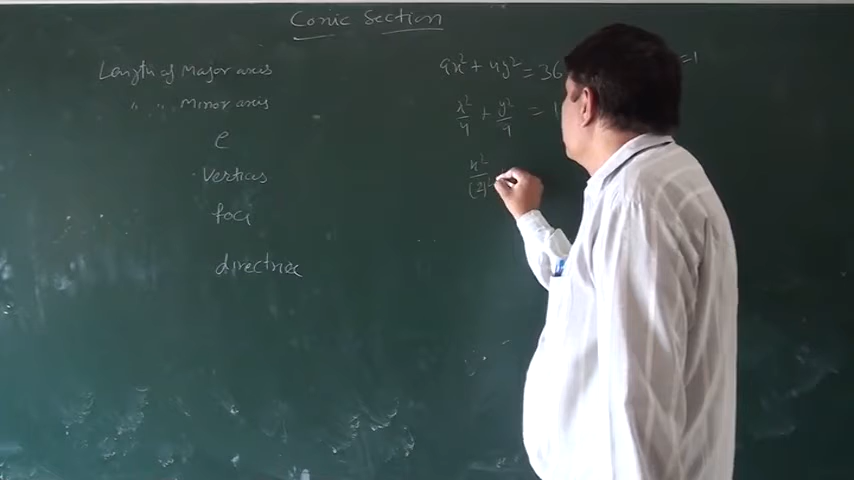 Conic Section
Length of Major axis
" " Minor axis
e
Vertices
foci
directrix
9x² + 4y² = 36
=1
x²/4 + y²/9 = 1
x²/(2)²